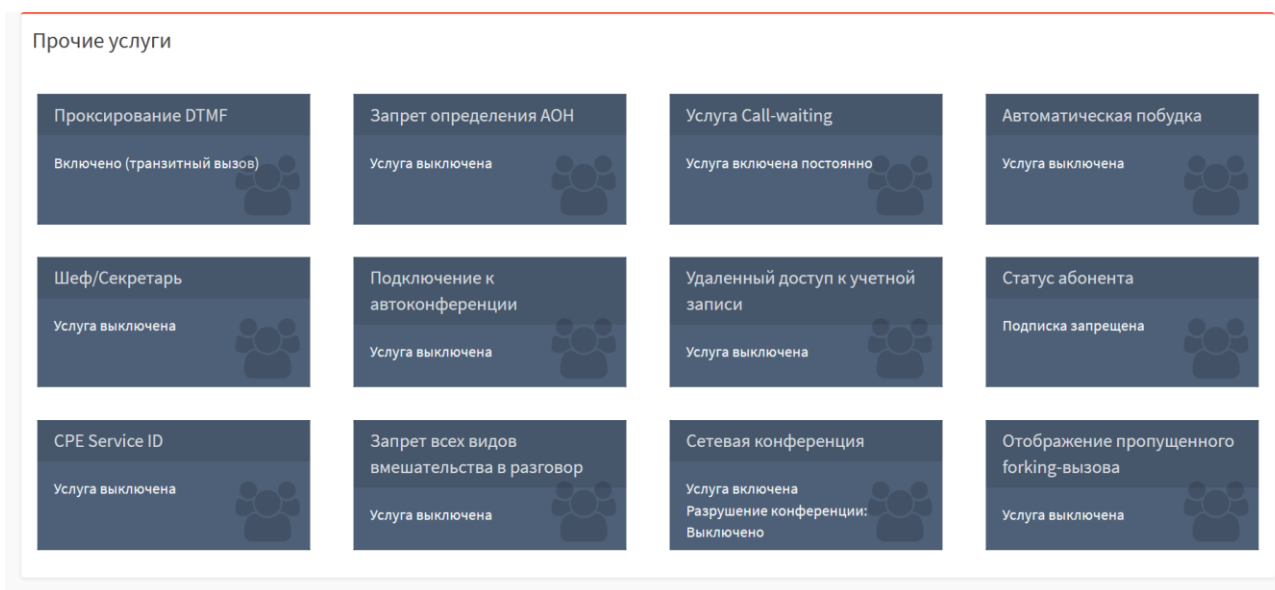 Прочие услуги
Проксирование DTMF
Включено (транзитный вызов)
Запрет определения АОН
Услуга выключена
Услуга Call-waiting
Услуга включена постоянно
Автоматическая побудка
Услуга выключена
Шеф/Секретарь
Услуга выключена
Подключение к
автоконференции
Услуга выключена
Удаленный доступ к учетной
записи
Услуга выключена
Статус абонента
Подписка запрещена
CPE Service ID
Услуга выключена
Запрет всех видов
вмешательства в разговор
Услуга выключена
Сетевая конференция
Услуга включена
Разрушение конференции:
Выключено
Отображение пропущенного
forking-вызова
Услуга выключена